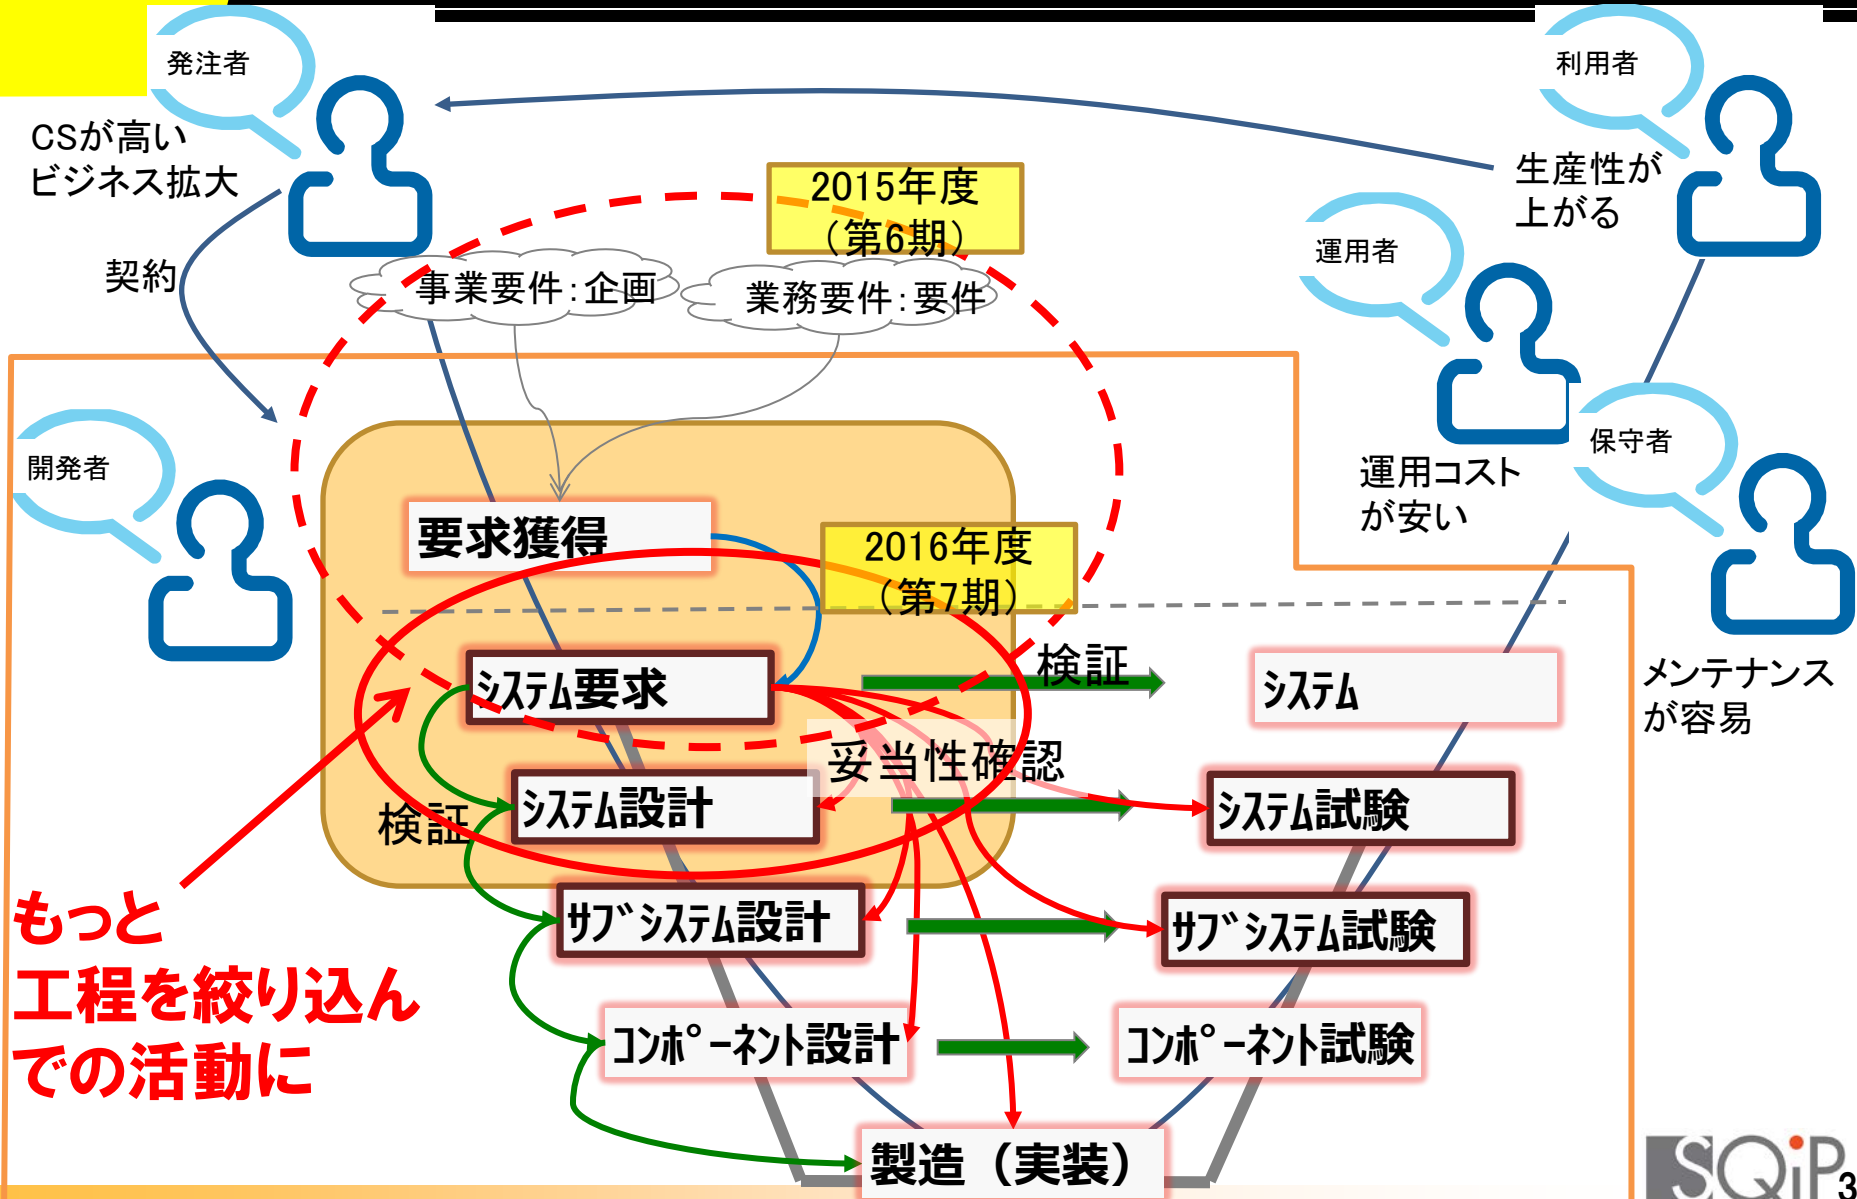 発注者
利用者
CSが高い
ビジネス拡大
生産性が
上がる
2015年度
（第6期）
運用者
契約
事業要件：企画
業務要件：要件
開発者
保守者
運用コスト
が安い
要求獲得
2016年度
（第7期）
検証
ｼｽﾃﾑ要求
ｼｽﾃﾑ
メンテナンス
が容易
妥当性確認
検証
ｼｽﾃﾑ設計
ｼｽﾃﾑ試験
もっと
工程を絞り込ん
での活動に
ｻﾌﾞｼｽﾃﾑ設計
ｻﾌﾞｼｽﾃﾑ試験
ｺﾝﾎﾟｰﾈﾝﾄ設計
ｺﾝﾎﾟｰﾈﾝﾄ試験
製造（実装）
SQiP
3